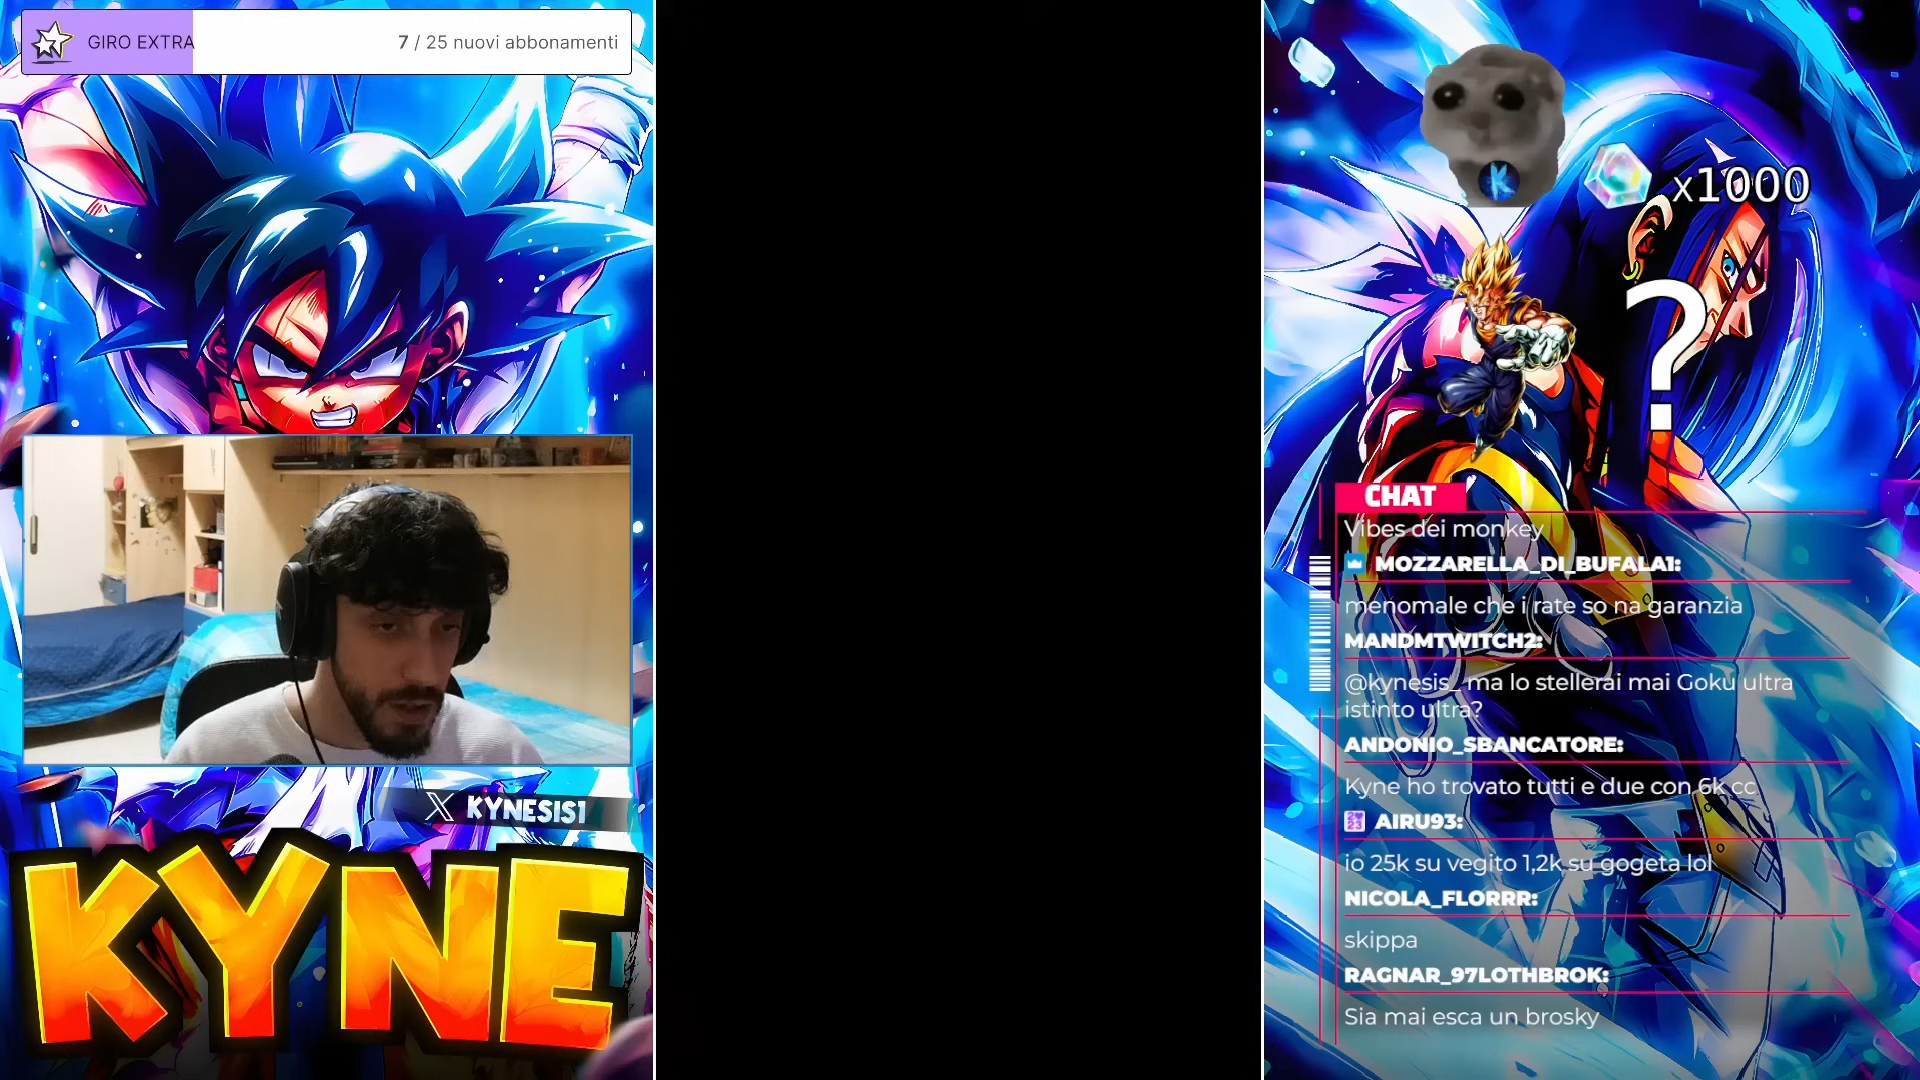 GIRO EXTRA
7 / 25 nuovi abbonamenti
KYNESIS1
KYNE
K
x1000
?
CHAT
Vibes dei monkey
MOZZARELLA_DI_BUFALA1:
menomale che i rate so na garanzia
MANDMTWITCH2:
@kynesis_ ma lo stellerai mai Goku ultra
istinto ultra?
ANDONIO_SBANCATORE:
Kyne ho trovato tutti e due con 6k cc
2023 AIRU93:
io 25k su vegito 1,2k su gogeta lol
NICOLA_FLORRR:
skippa
RAGNAR_97LOTHBROK:
Sia mai esca un brosky